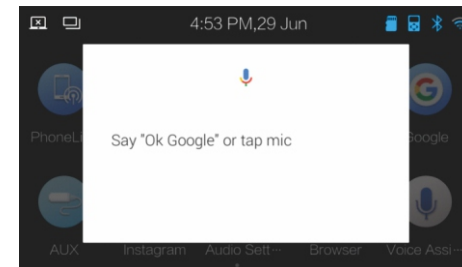 4:53 PM,29 Jun
Say "Ok Google" or tap mic
PhoneLi
Google
AUX
Instagram
Audio Sett···
Browser
Voice Assi···